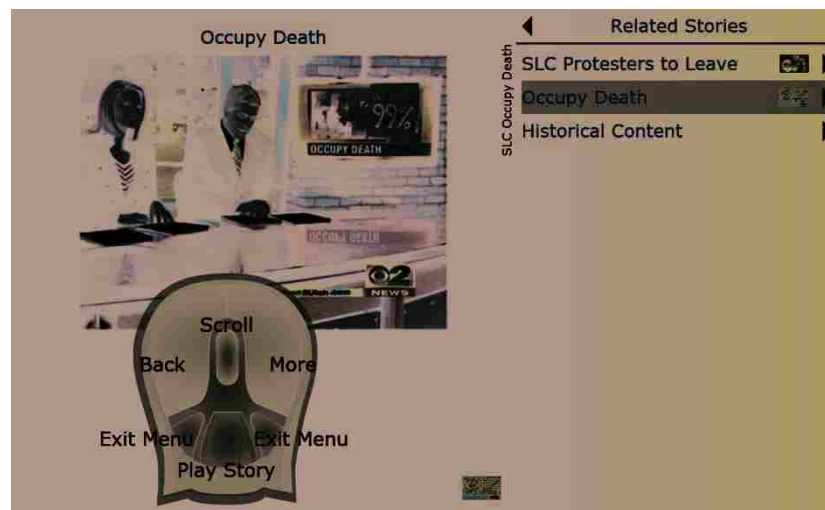 Occupy Death
"99%
OCCUPY DEATH
OCCUPY DEATH
2
NEWS
Scroll
Back
More
Exit Menu
Exit Menu
Play Story
SLC Occupy Death
Related Stories
SLC Protesters to Leave
Occupy Death
Historical Content